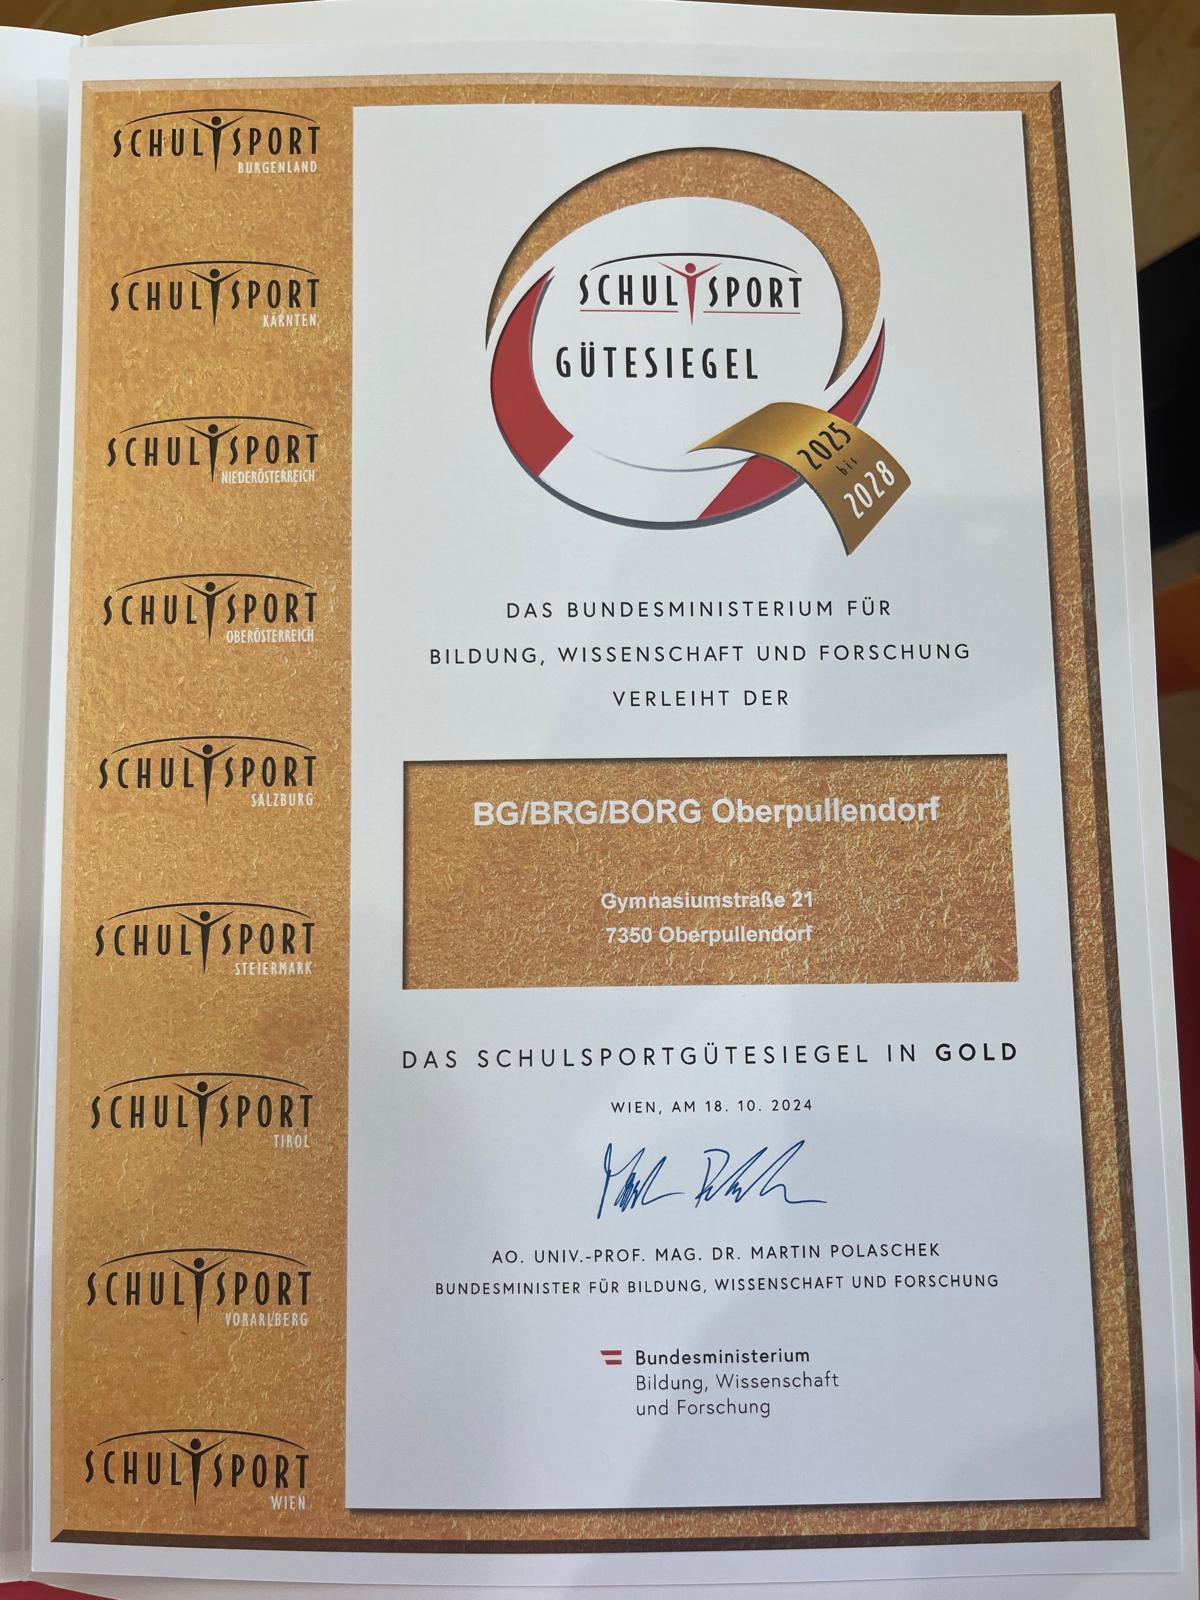 SCHULSPORT
BURGENLAND
SCHULSPORT
KÄRNTEN
SCHULSPORT
NIEDERÖSTERREICH
SCHULSPORT
OBERÖSTERREICH
SCHULSPORT
SALZBURG
SCHULSPORT
STEIERMARK
SCHULSPORT
TIROL
SCHULSPORT
VORARLBERG
SCHULSPORT
WIEN
SCHULSPORT
GÜTESIEGEL
2025
bis
2028
DAS BUNDESMINISTERIUM FÜR
BILDUNG, WISSENSCHAFT UND FORSCHUNG
VERLEIHT DER
BG/BRG/BORG Oberpullendorf
Gymnasiumstraße 21
7350 Oberpullendorf
DAS SCHULSPORTGÜTESIEGEL IN GOLD
WIEN, AM 18. 10. 2024
AO. UNIV.-PROF. MAG. DR. MARTIN POLASCHEK
BUNDESMINISTER FÜR BILDUNG, WISSENSCHAFT UND FORSCHUNG
Bundesministerium
Bildung, Wissenschaft
und Forschung